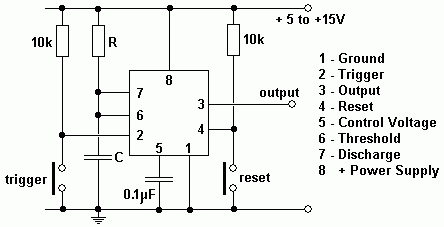 + 5 to +15V
10k
R
10k
8
7
6
2
3
4
5
1
output
C
trigger
0.1µF
reset
1 - Ground
2 - Trigger
3 - Output
4 - Reset
5 - Control Voltage
6 - Threshold
7 - Discharge
8 + Power Supply